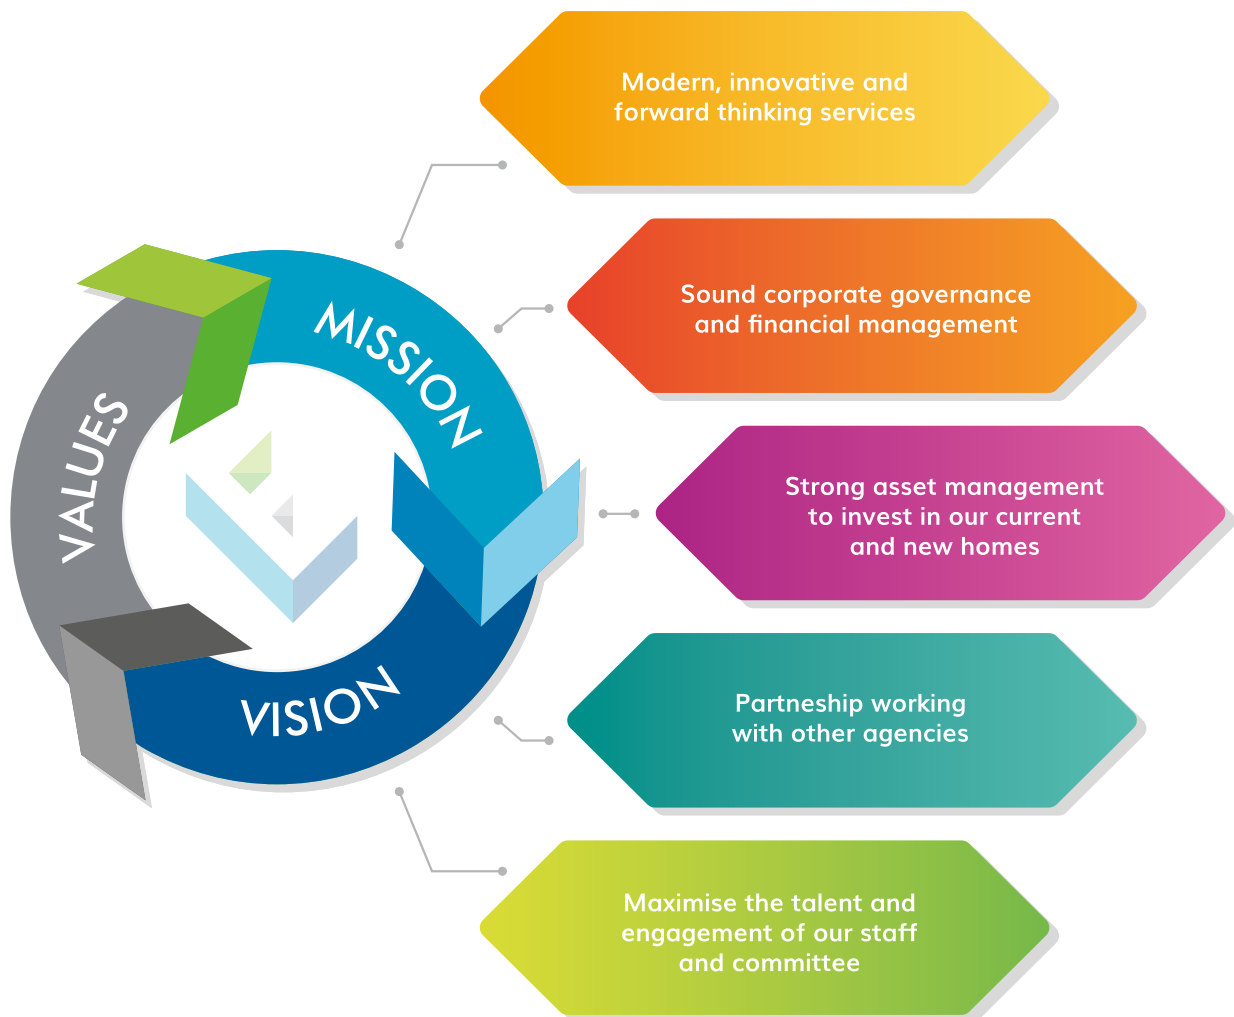 Modern, innovative and
forward thinking services
Sound corporate governance
and financial management
MISSION
VALUES
VISION
Strong asset management
to invest in our current
and new homes
Partneship working
with other agencies
Maximise the talent and
engagement of our staff
and committee